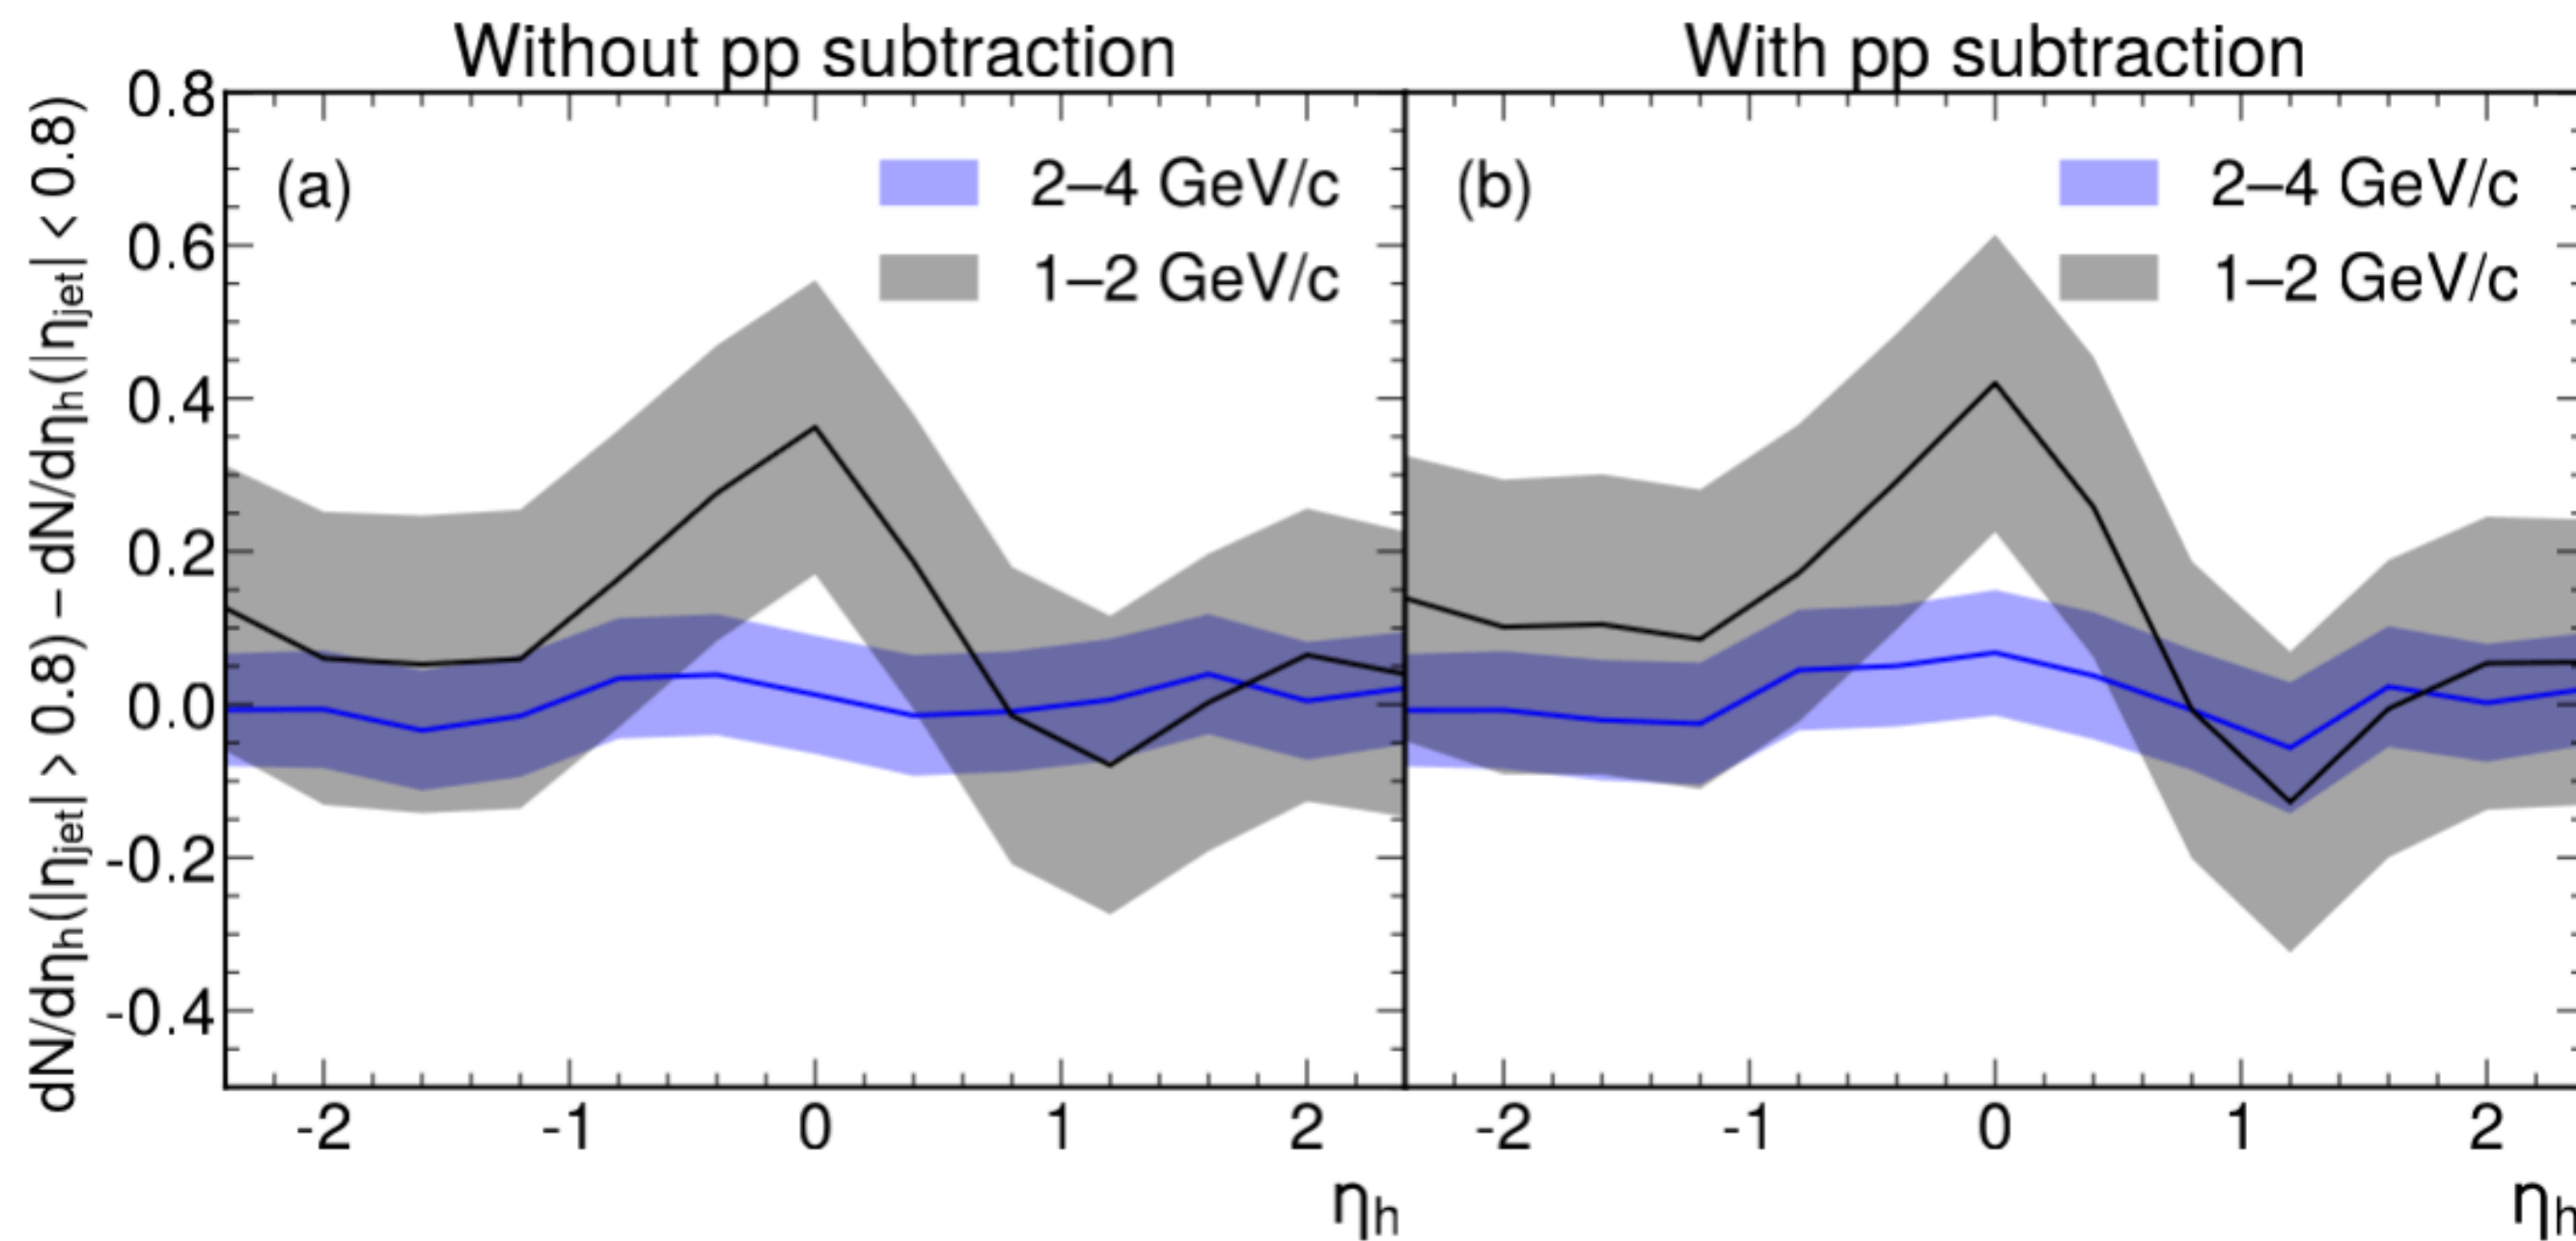 Without pp subtraction
With pp subtraction
dN/dηh(|ηjet| > 0.8) – dN/dηh(|ηjet| < 0.8)
0.8
0.6
0.4
0.2
0.0
-0.2
-0.4
(a)
2–4 GeV/c
1–2 GeV/c
(b)
2–4 GeV/c
1–2 GeV/c
-2 -1 0 1 2
-2 -1 0 1 2
ηh
ηh